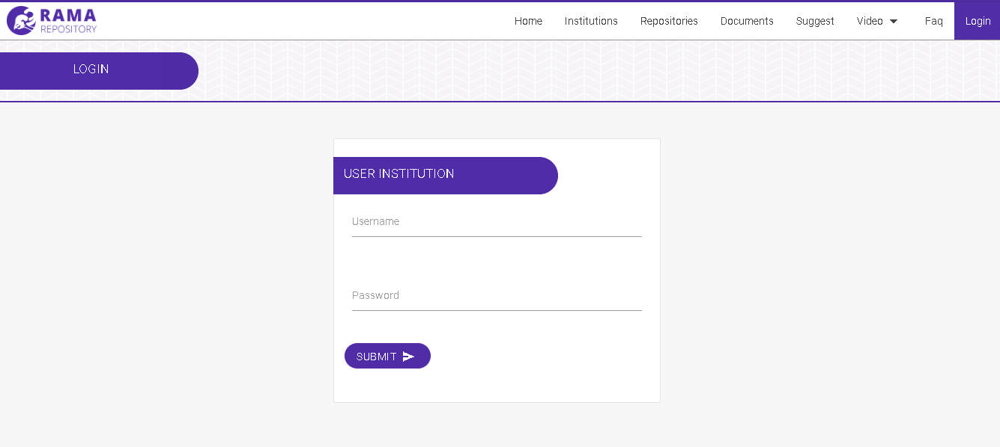 RAMA
REPOSITORY
Home Institutions Repositories Documents Suggest Video Faq Login
LOGIN
USER INSTITUTION
Username
Password
SUBMIT